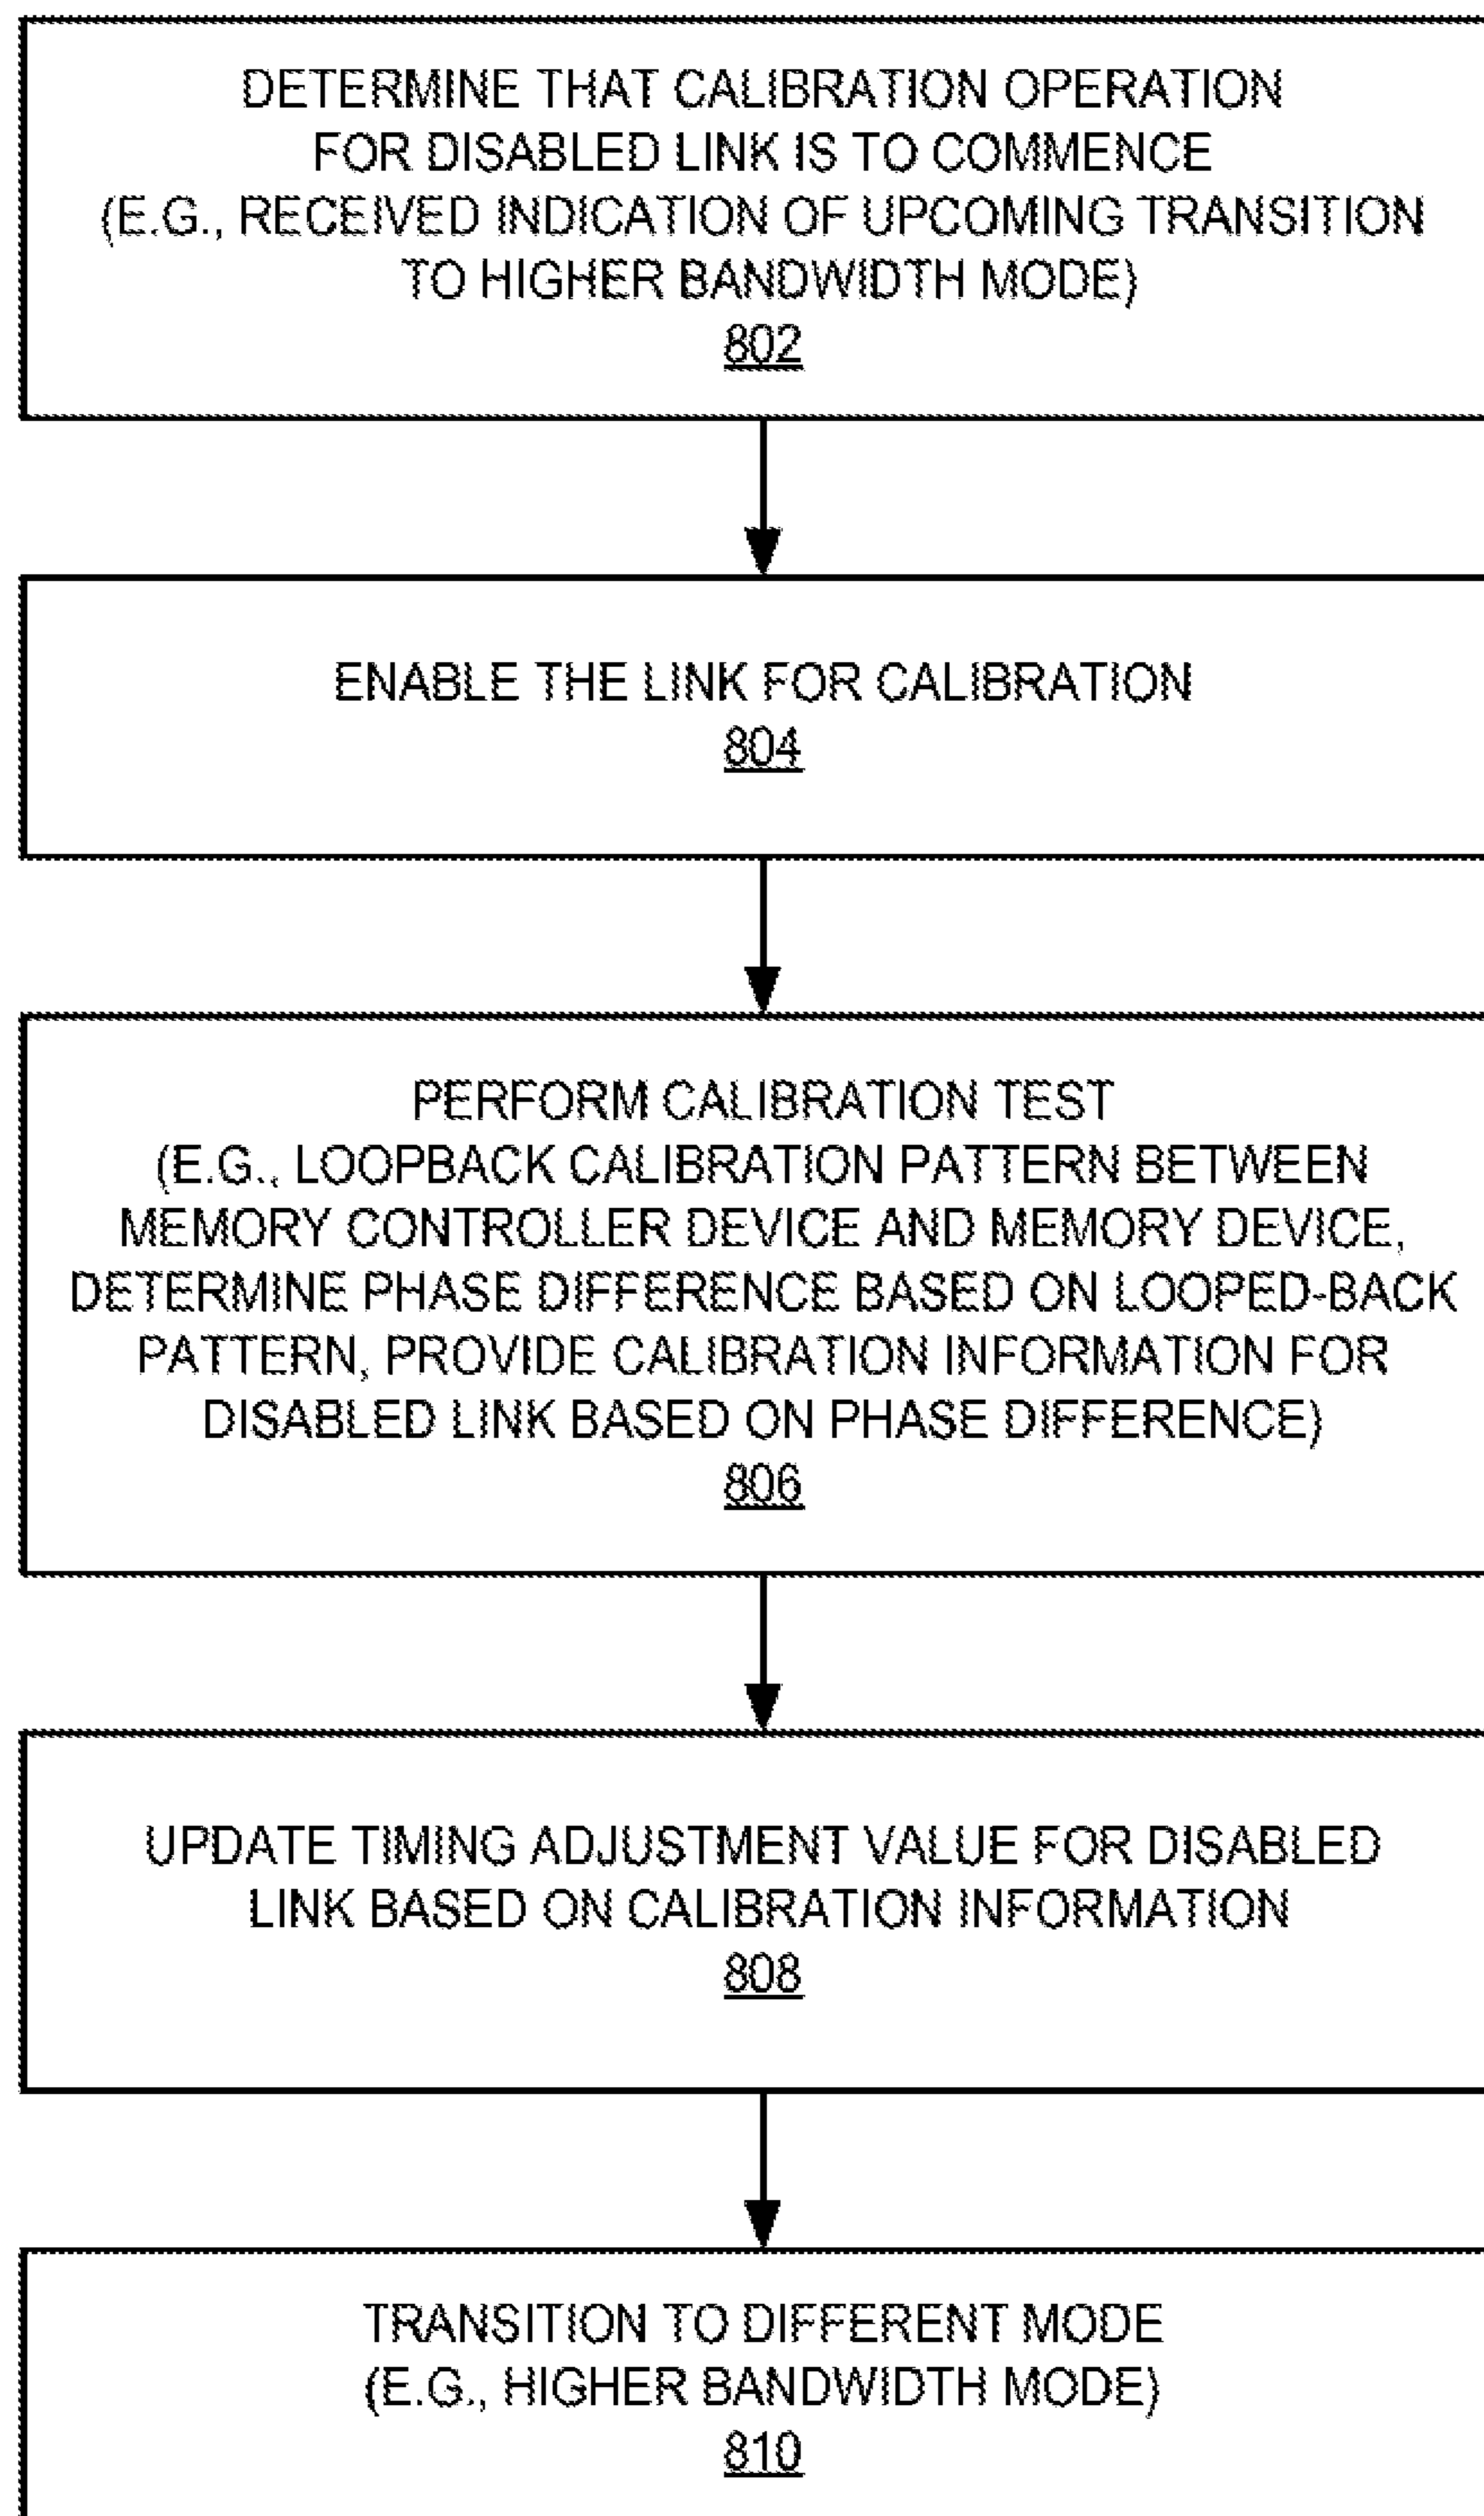 DETERMINE THAT CALIBRATION OPERATION
FOR DISABLED LINK IS TO COMMENCE
(E.G., RECEIVED INDICATION OF UPCOMING TRANSITION
TO HIGHER BANDWIDTH MODE)
802
ENABLE THE LINK FOR CALIBRATION
804
PERFORM CALIBRATION TEST
(E.G., LOOPBACK CALIBRATION PATTERN BETWEEN
MEMORY CONTROLLER DEVICE AND MEMORY DEVICE,
DETERMINE PHASE DIFFERENCE BASED ON LOOPED-BACK
PATTERN, PROVIDE CALIBRATION INFORMATION FOR
DISABLED LINK BASED ON PHASE DIFFERENCE)
806
UPDATE TIMING ADJUSTMENT VALUE FOR DISABLED
LINK BASED ON CALIBRATION INFORMATION
808
TRANSITION TO DIFFERENT MODE
(E.G., HIGHER BANDWIDTH MODE)
810